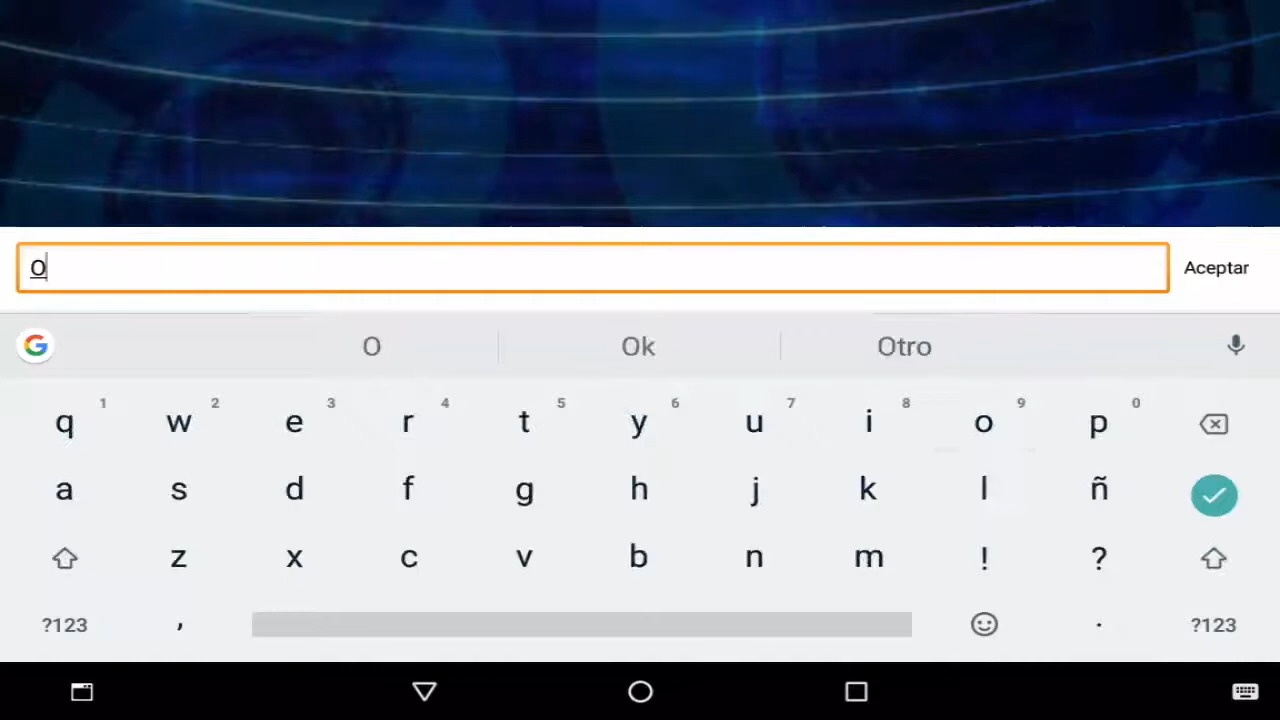 O
Aceptar
O Ok Otro
q 1 w 2 e 3 r 4 t 5 y 6 u 7 i 8 o 9 p 0
a s d f g h j k l ñ
z x c v b n m ! ?
?123 , . ?123